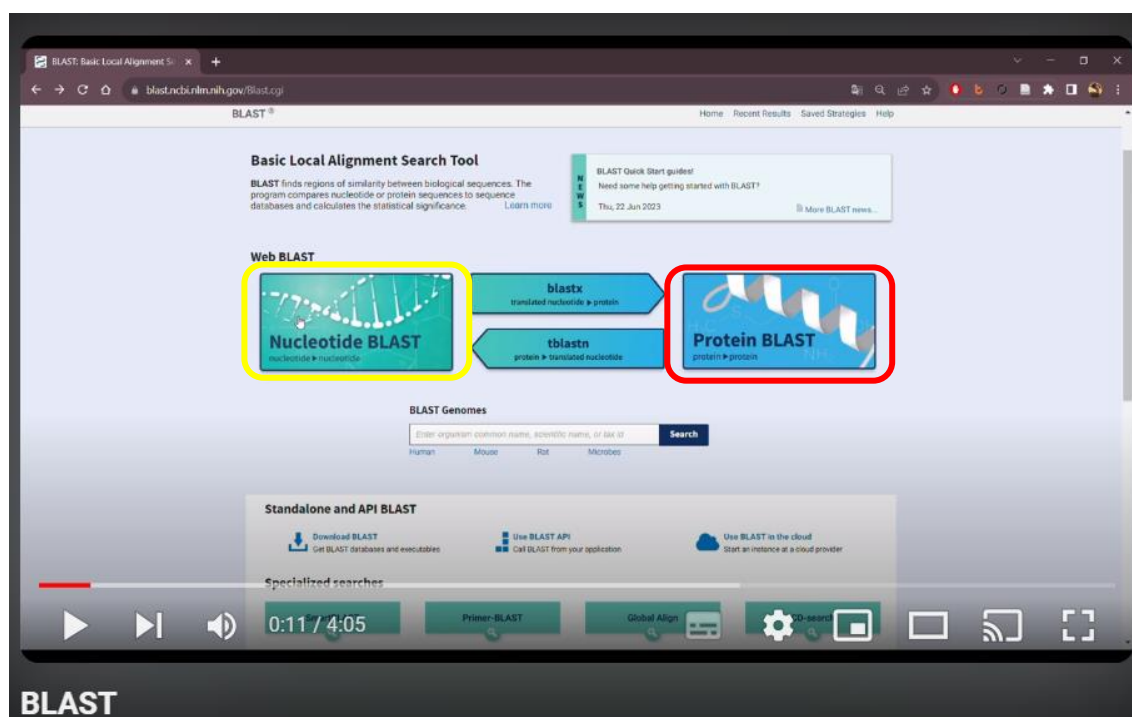 BLAST: Basic Local Alignment Se
blast.ncbi.nlm.nih.gov/Blast.cgi
BLAST ®
Home Recent Results Saved Strategies Help
Basic Local Alignment Search Tool
BLAST finds regions of similarity between biological sequences. The
program compares nucleotide or protein sequences to sequence
databases and calculates the statistical significance. Learn more
NEWS
BLAST Quick Start guides!
Need some help getting started with BLAST?
Thu, 22 Jun 2023
More BLAST news...
Web BLAST
Nucleotide BLAST
nucleotide ▸ nucleotide
blastx
translated nucleotide ▸ protein
tblastn
protein ▸ translated nucleotide
Protein BLAST
protein ▸ protein
BLAST Genomes
Enter organism common name, scientific name, or tax id
Search
Human Mouse Rat Microbes
Standalone and API BLAST
Download BLAST
Get BLAST databases and executables
Use BLAST API
Call BLAST from your application
Use BLAST in the cloud
Start an instance at a cloud provider
Specialized searches
Primer-BLAST
Global Align
CD-search
0:11 / 4:05
BLAST